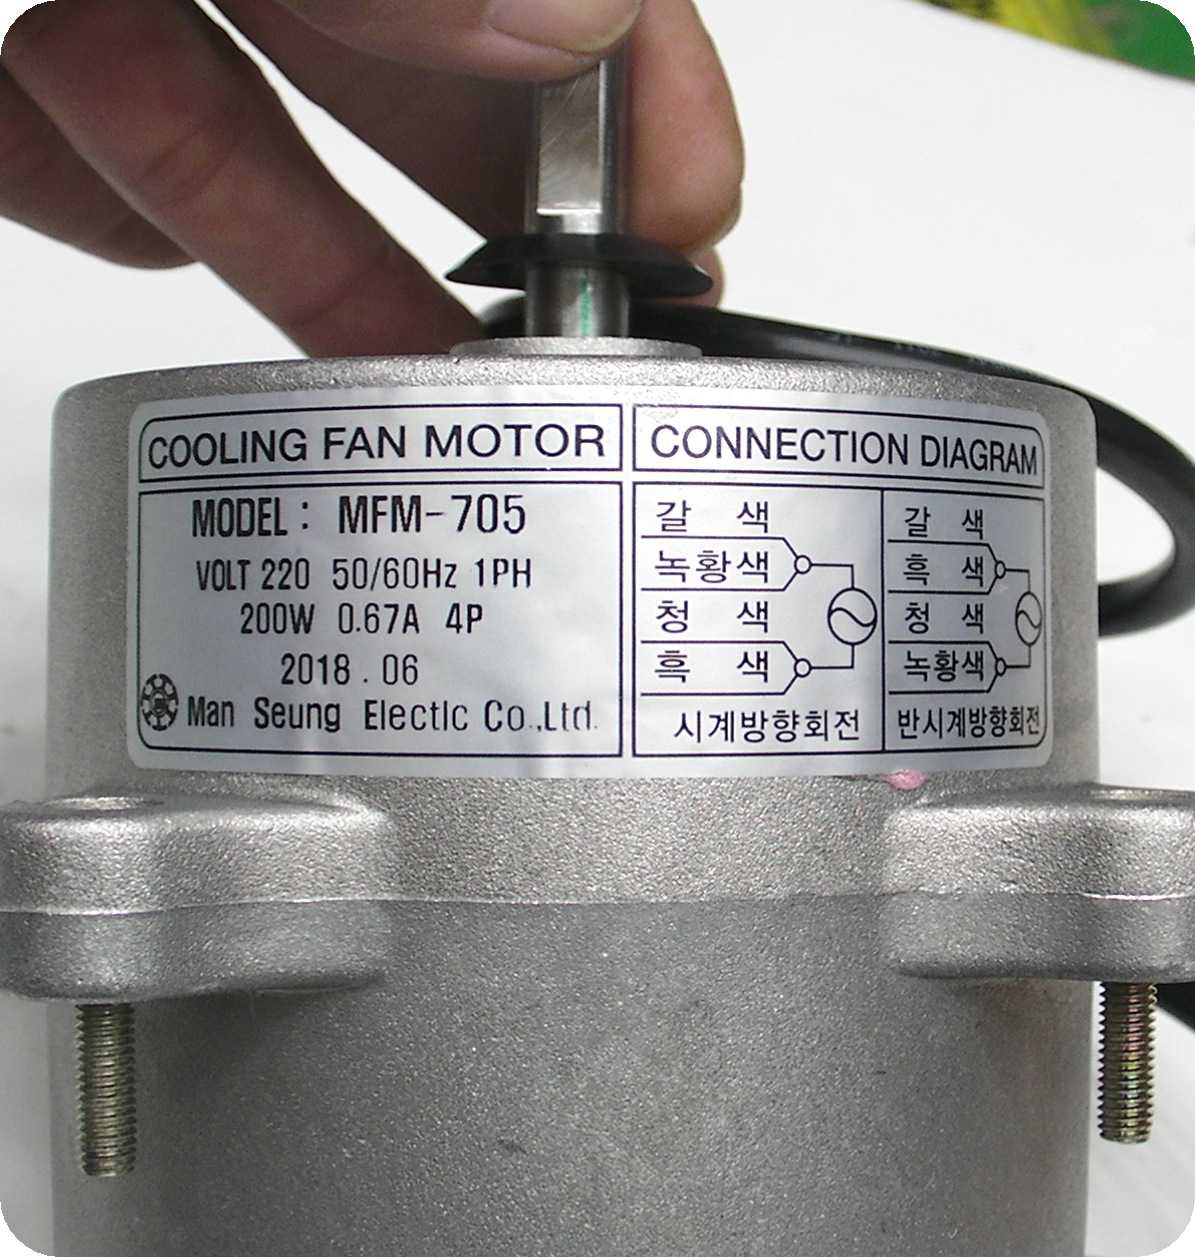 COOLING FAN MOTOR
MODEL : MFM-705
VOLT 220 50/60Hz 1PH
200W 0.67A 4P
2018 . 06
Man Seung Electic Co.,Ltd.
CONNECTION DIAGRAM
갈 색
녹황색
청 색
흑 색
시계방향회전
갈 색
흑 색
청 색
녹황색
반시계방향회전